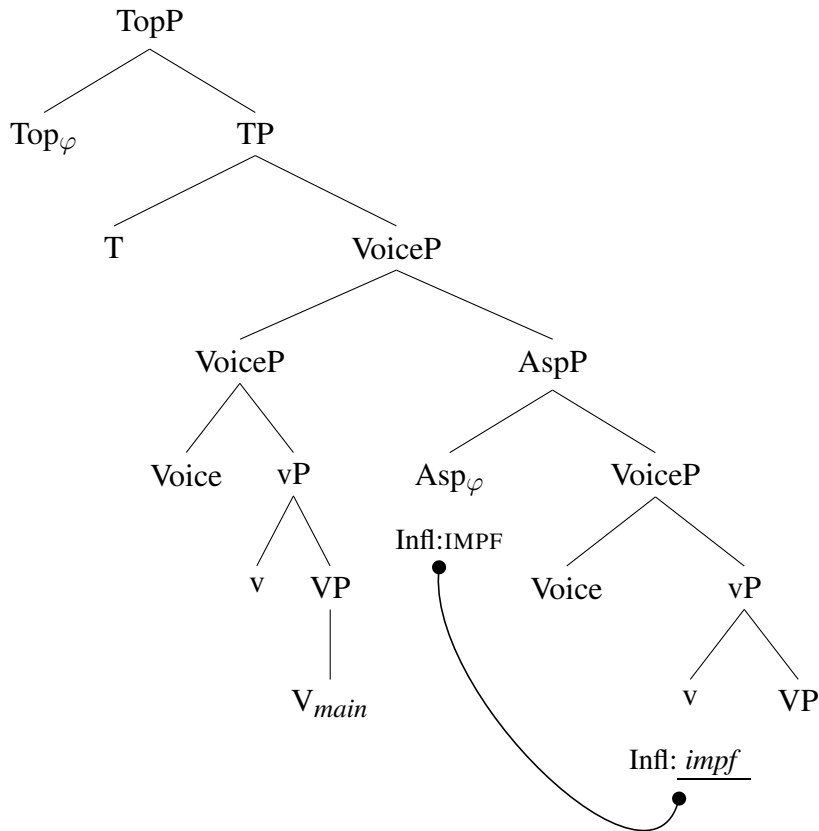 TopP
Topφ TP
T VoiceP
VoiceP AspP
Voice vP Aspφ VoiceP
Infl:IMPF
v VP Voice vP
Vmain v VP
Infl: impf